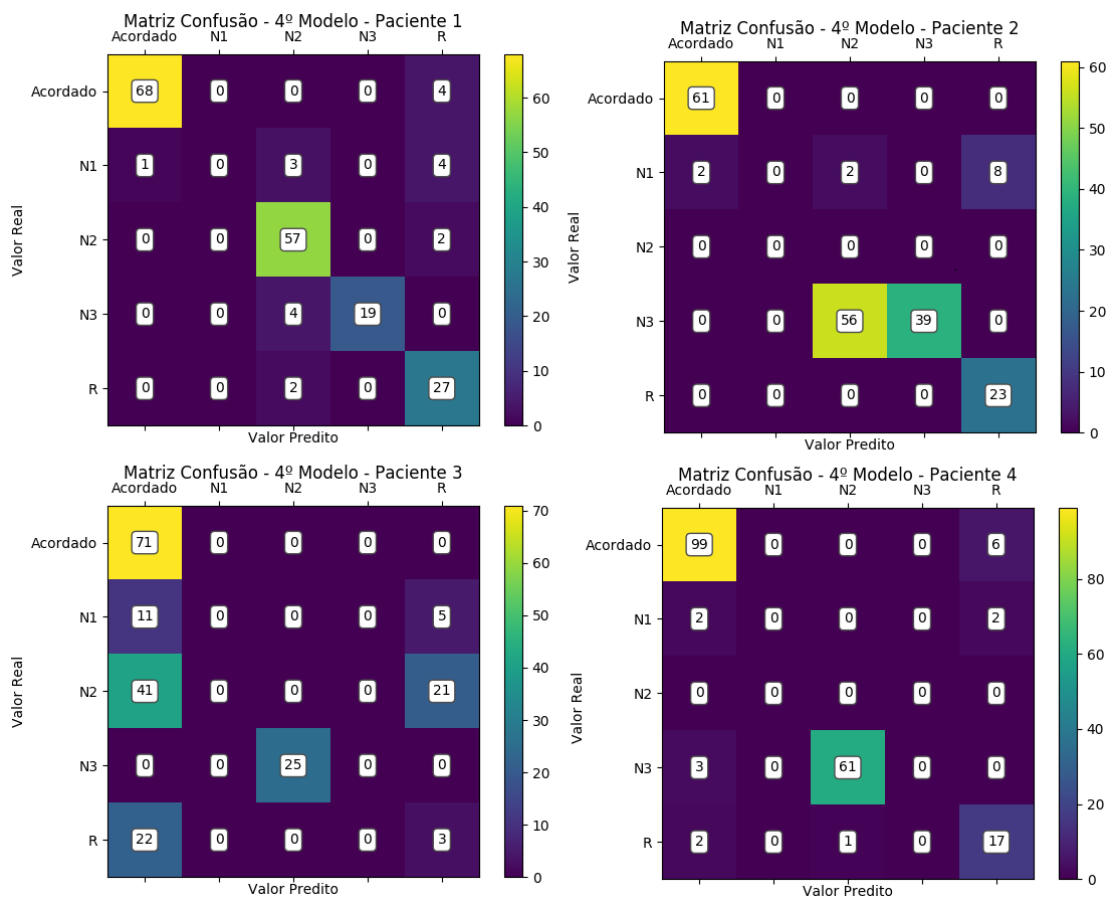 Matriz Confusão - 4º Modelo - Paciente 1
Acordado N1 N2 N3 R
Acordado 68 0 0 0 4
N1 1 0 3 0 4
N2 0 0 57 0 2
N3 0 0 4 19 0
R 0 0 2 0 27
Valor Real
Valor Predito
60
50
40
30
20
10
0
Matriz Confusão - 4º Modelo - Paciente 2
Acordado N1 N2 N3 R
Acordado 61 0 0 0 0
N1 2 0 2 0 8
N2 0 0 0 0 0
N3 0 0 56 39 0
R 0 0 0 0 23
Valor Real
Valor Predito
60
50
40
30
20
10
0
Matriz Confusão - 4º Modelo - Paciente 3
Acordado N1 N2 N3 R
Acordado 71 0 0 0 0
N1 11 0 0 0 5
N2 41 0 0 0 21
N3 0 0 25 0 0
R 22 0 0 0 3
Valor Real
Valor Predito
70
60
50
40
30
20
10
0
Matriz Confusão - 4º Modelo - Paciente 4
Acordado N1 N2 N3 R
Acordado 99 0 0 0 6
N1 2 0 0 0 2
N2 0 0 0 0 0
N3 3 0 61 0 0
R 2 0 1 0 17
Valor Real
Valor Predito
80
60
40
20
0